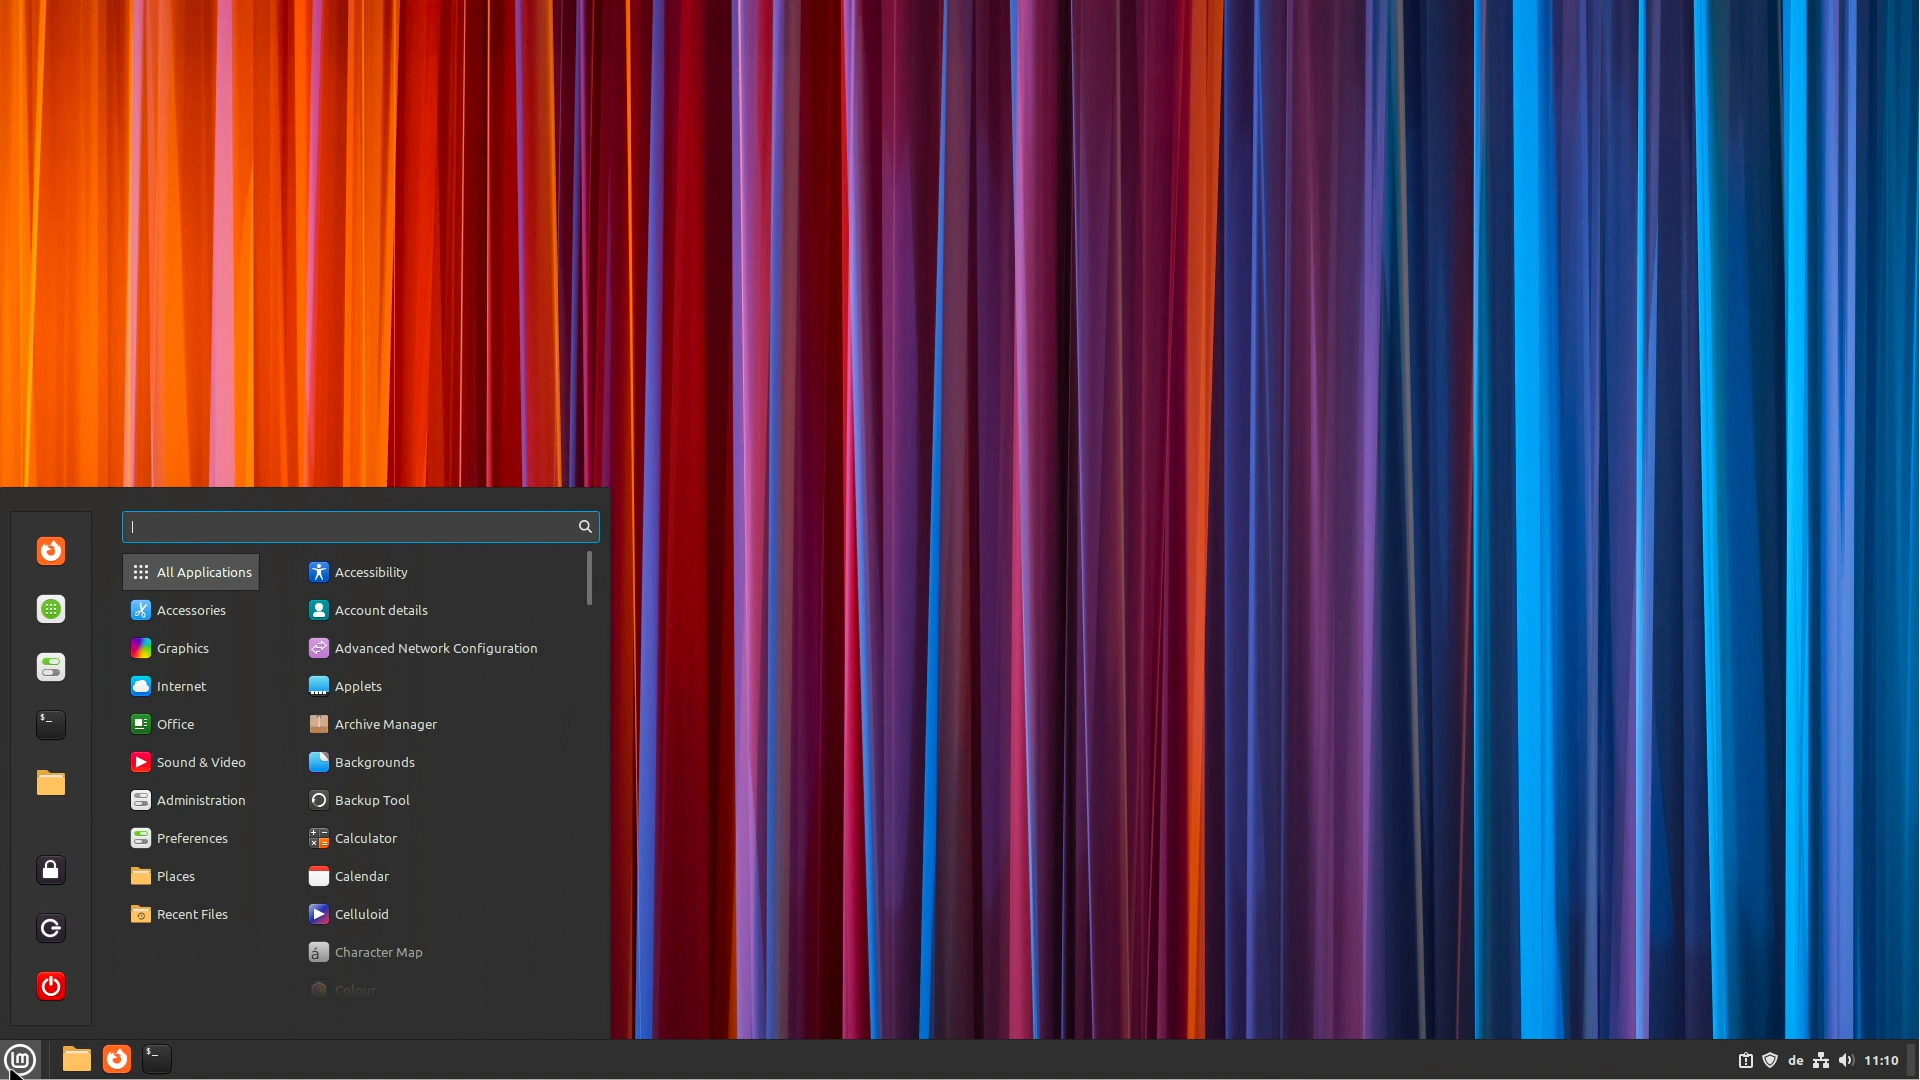 All Applications
Accessories
Graphics
Internet
Office
Sound & Video
Administration
Preferences
Places
Recent Files
Accessibility
Account details
Advanced Network Configuration
Applets
Archive Manager
Backgrounds
Backup Tool
Calculator
Calendar
Celluloid
Character Map
Colour
de 11:10